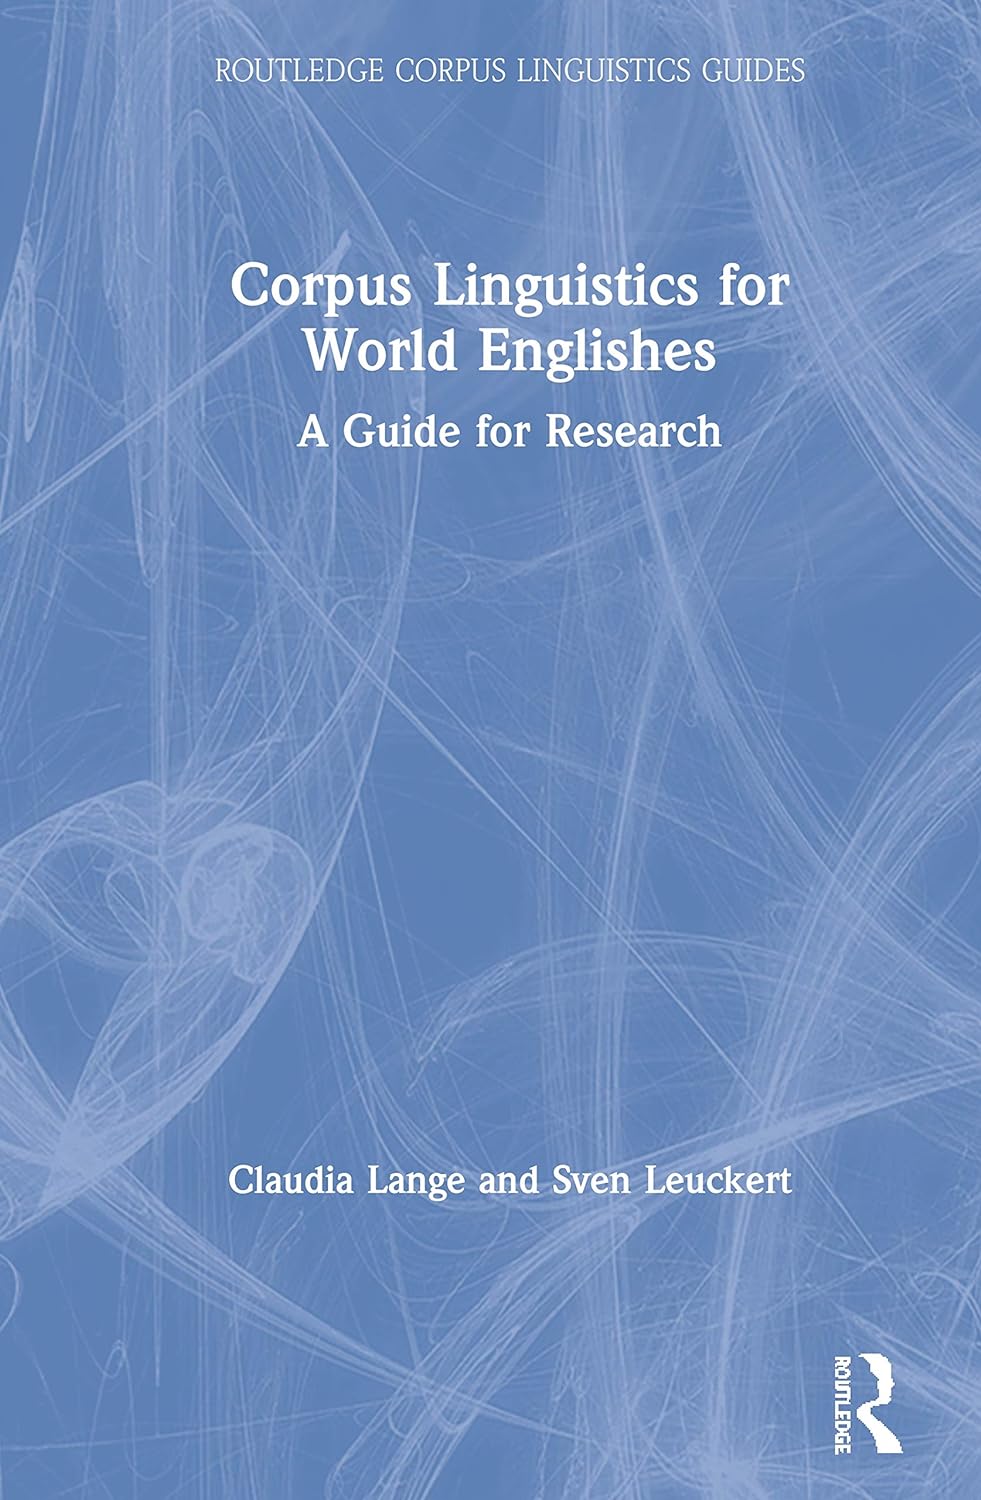 ROUTLEDGE CORPUS LINGUISTICS GUIDES
Corpus Linguistics for
World Englishes
A Guide for Research
Claudia Lange and Sven Leuckert
ROUTLEDGE